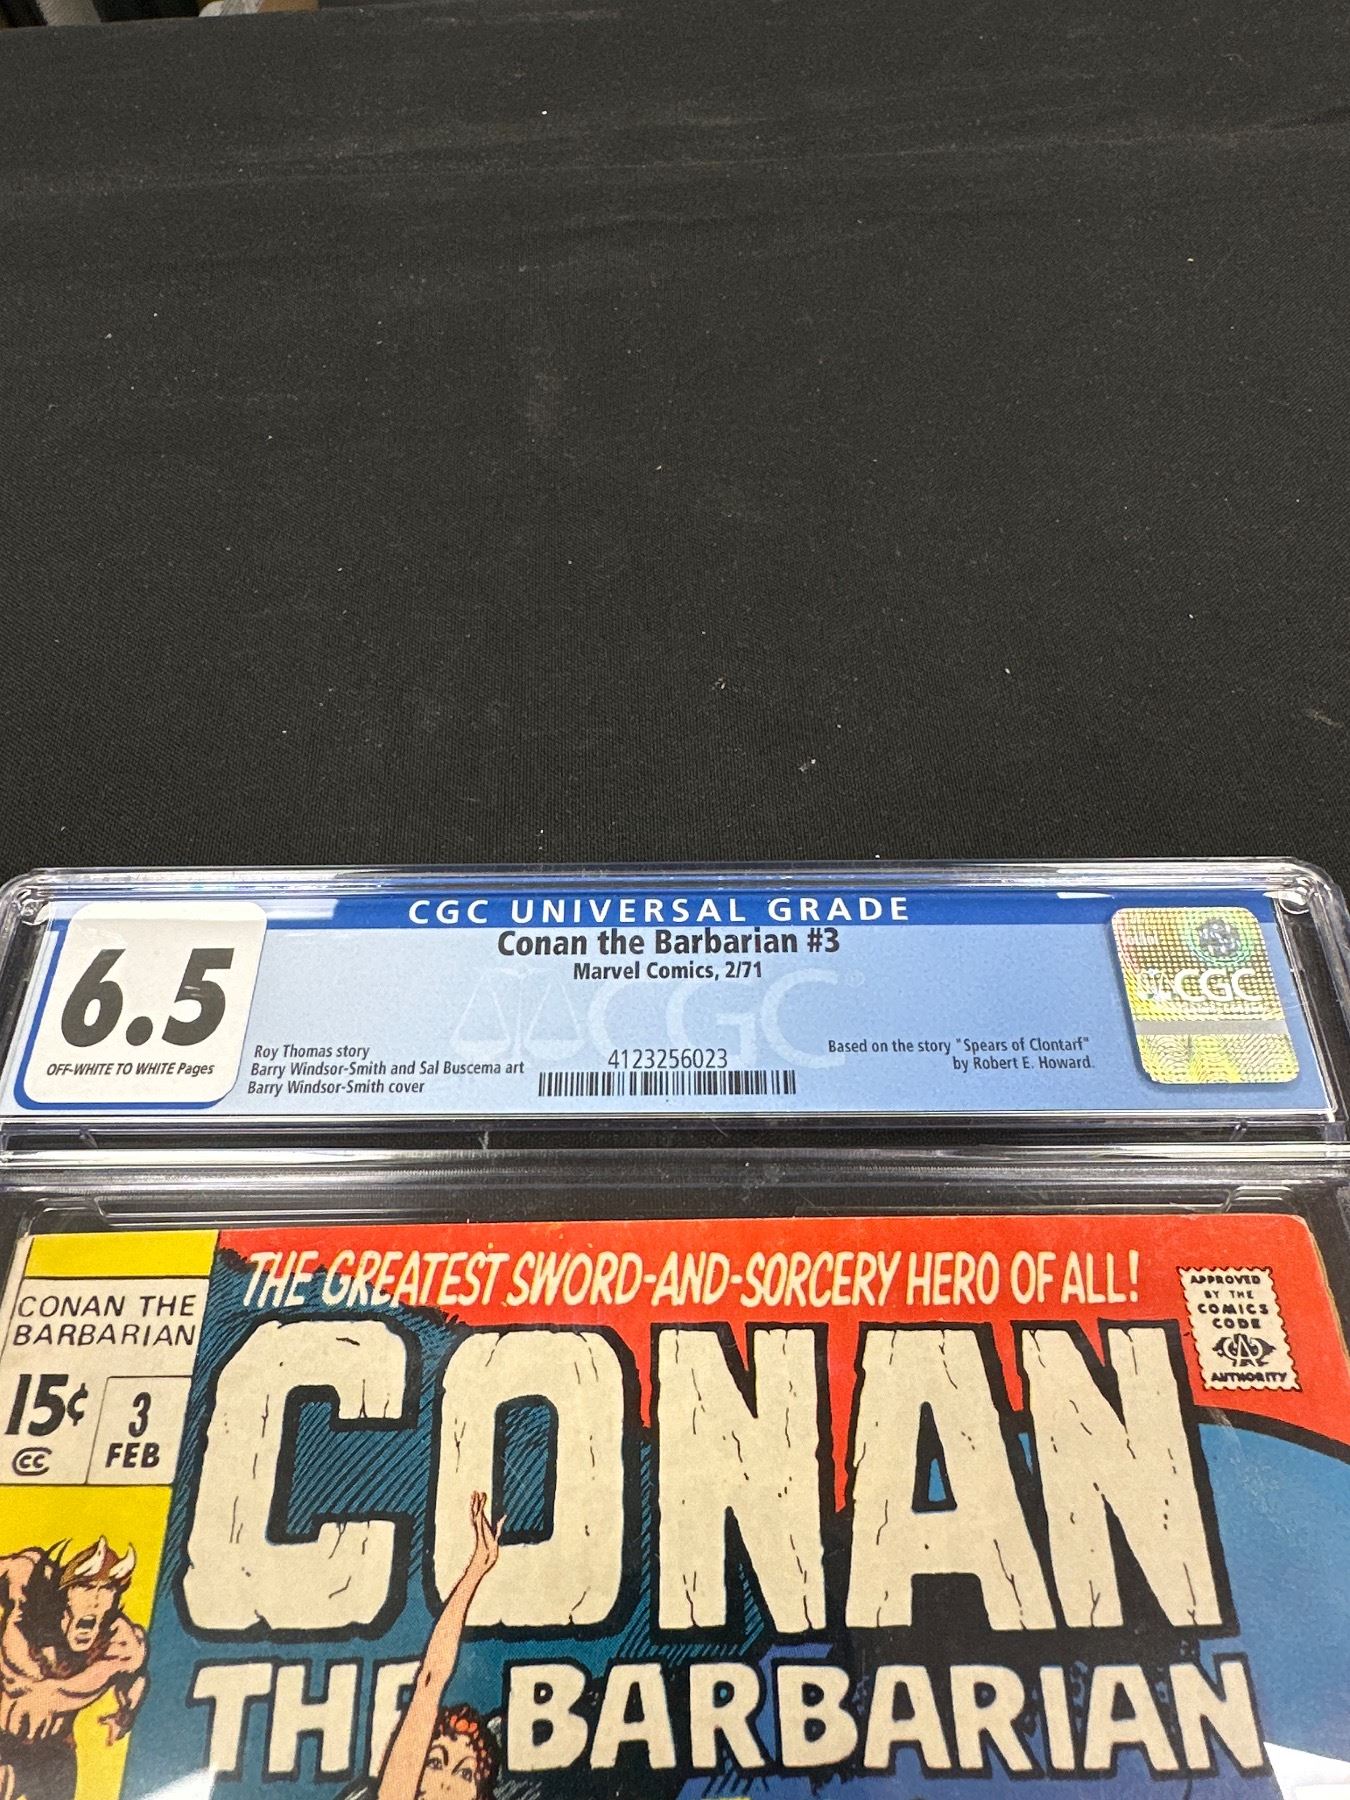 CGC UNIVERSAL GRADE
6.5
OFF-WHITE TO WHITE Pages
Conan the Barbarian #3
Marvel Comics, 2/71
CGC
Roy Thomas story
Barry Windsor-Smith and Sal Buscema art
Barry Windsor-Smith cover
4123256023
Based on the story "Spears of Clontarf"
by Robert E. Howard.
CGC
THE GREATEST SWORD-AND-SORCERY HERO OF ALL!
CONAN THE
BARBARIAN
15¢
CC
3
FEB
APPROVED
BY THE
COMICS
CODE
AUTHORITY
CONAN
THE BARBARIAN